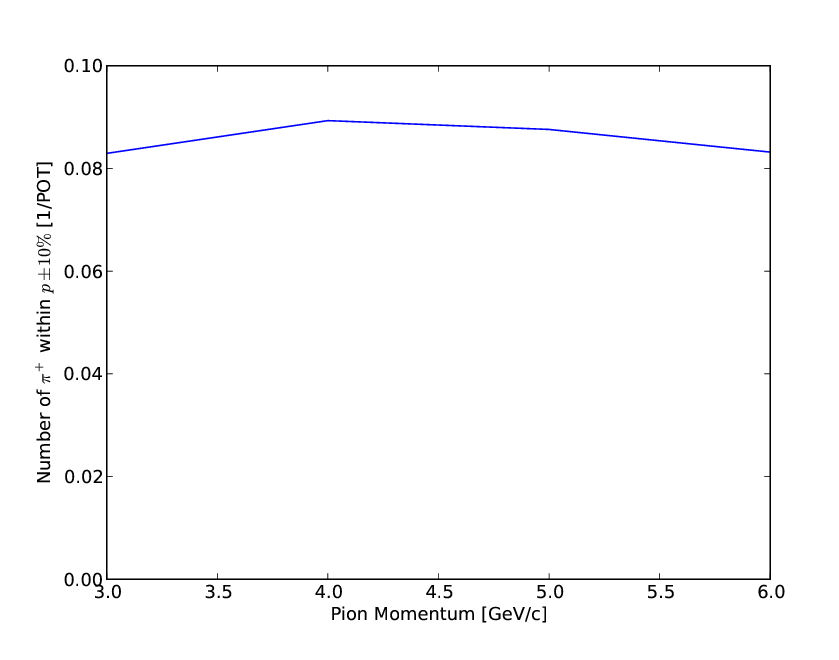 0.10
0.08
0.06
0.04
0.02
0.00
Number of π⁺ within p±10% [1/POT]
3.0 3.5 4.0 4.5 5.0 5.5 6.0
Pion Momentum [GeV/c]